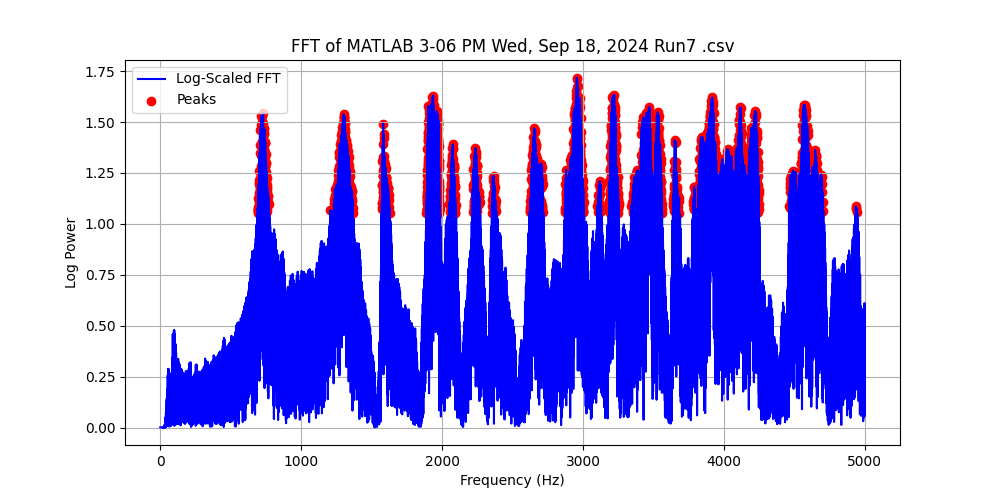 FFT of MATLAB 3-06 PM Wed, Sep 18, 2024 Run7 .csv
Log-Scaled FFT
Peaks
1.75
1.50
1.25
1.00
0.75
0.50
0.25
0.00
Log Power
0 1000 2000 3000 4000 5000
Frequency (Hz)